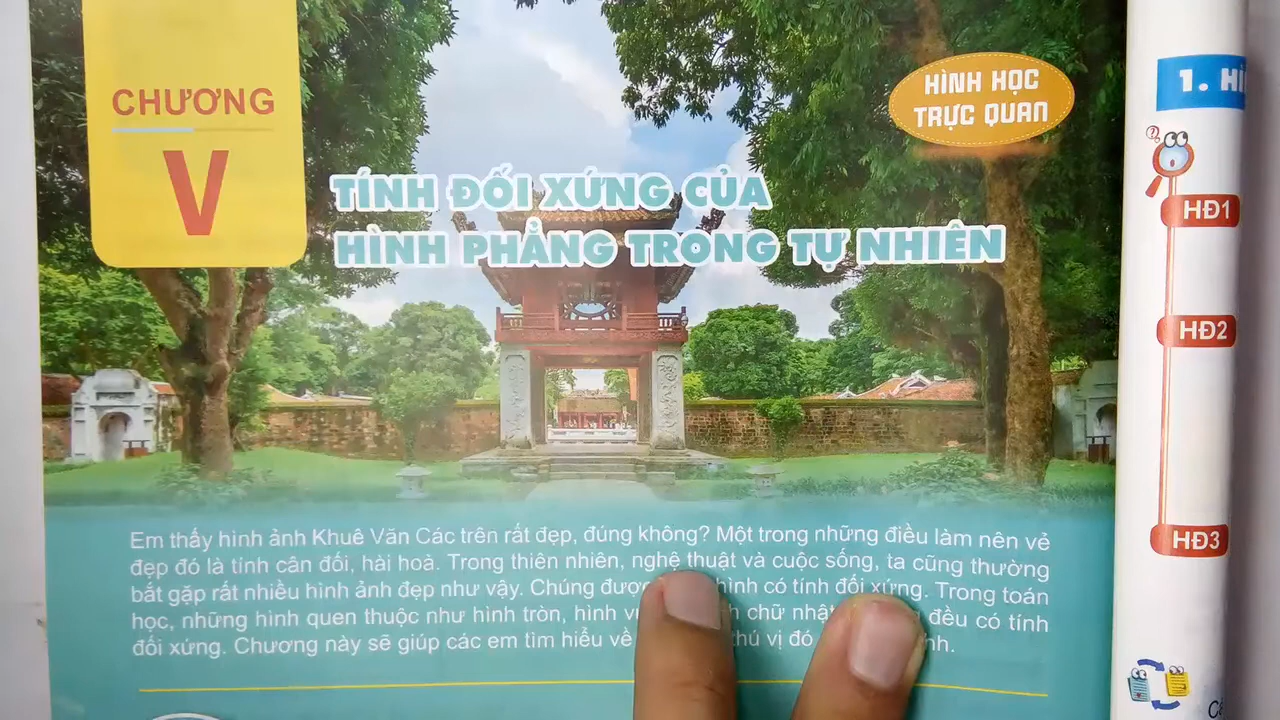 CHƯƠNG
V
HÌNH HỌC
TRỰC QUAN
TÍNH ĐỐI XỨNG CỦA
HÌNH PHẲNG TRONG TỰ NHIÊN
Em thấy hình ảnh Khuê Văn Các trên rất đẹp, đúng không? Một trong những điều làm nên vẻ
đẹp đó là tính cân đối, hài hoà. Trong thiên nhiên, nghệ thuật và cuộc sống, ta cũng thường
bắt gặp rất nhiều hình ảnh đẹp như vậy. Chúng được hình có tính đối xứng. Trong toán
học, những hình quen thuộc như hình tròn, hình chữ nhật đều có tính
đối xứng. Chương này sẽ giúp các em tìm hiểu về thú vị đó
1.
HĐ1
HĐ2
HĐ3